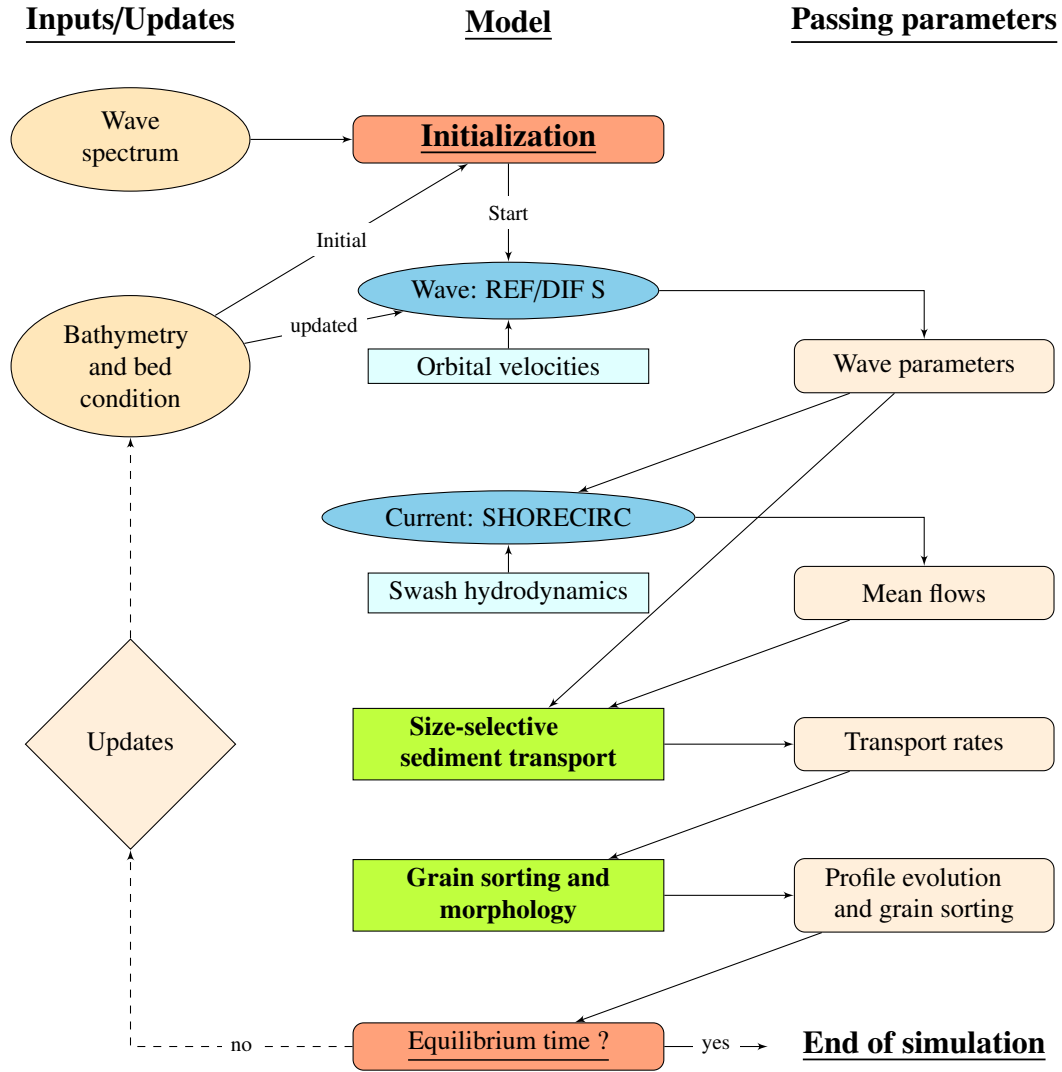 Inputs/Updates
Model
Passing parameters
Wave
spectrum
Initialization
Start
Initial
Wave: REF/DIF S
updated
Bathymetry
and bed
condition
Orbital velocities
Wave parameters
Current: SHORECIRC
Swash hydrodynamics
Mean flows
Updates
Size-selective
sediment transport
Transport rates
Grain sorting and
morphology
Profile evolution
and grain sorting
no
Equilibrium time ?
yes
End of simulation